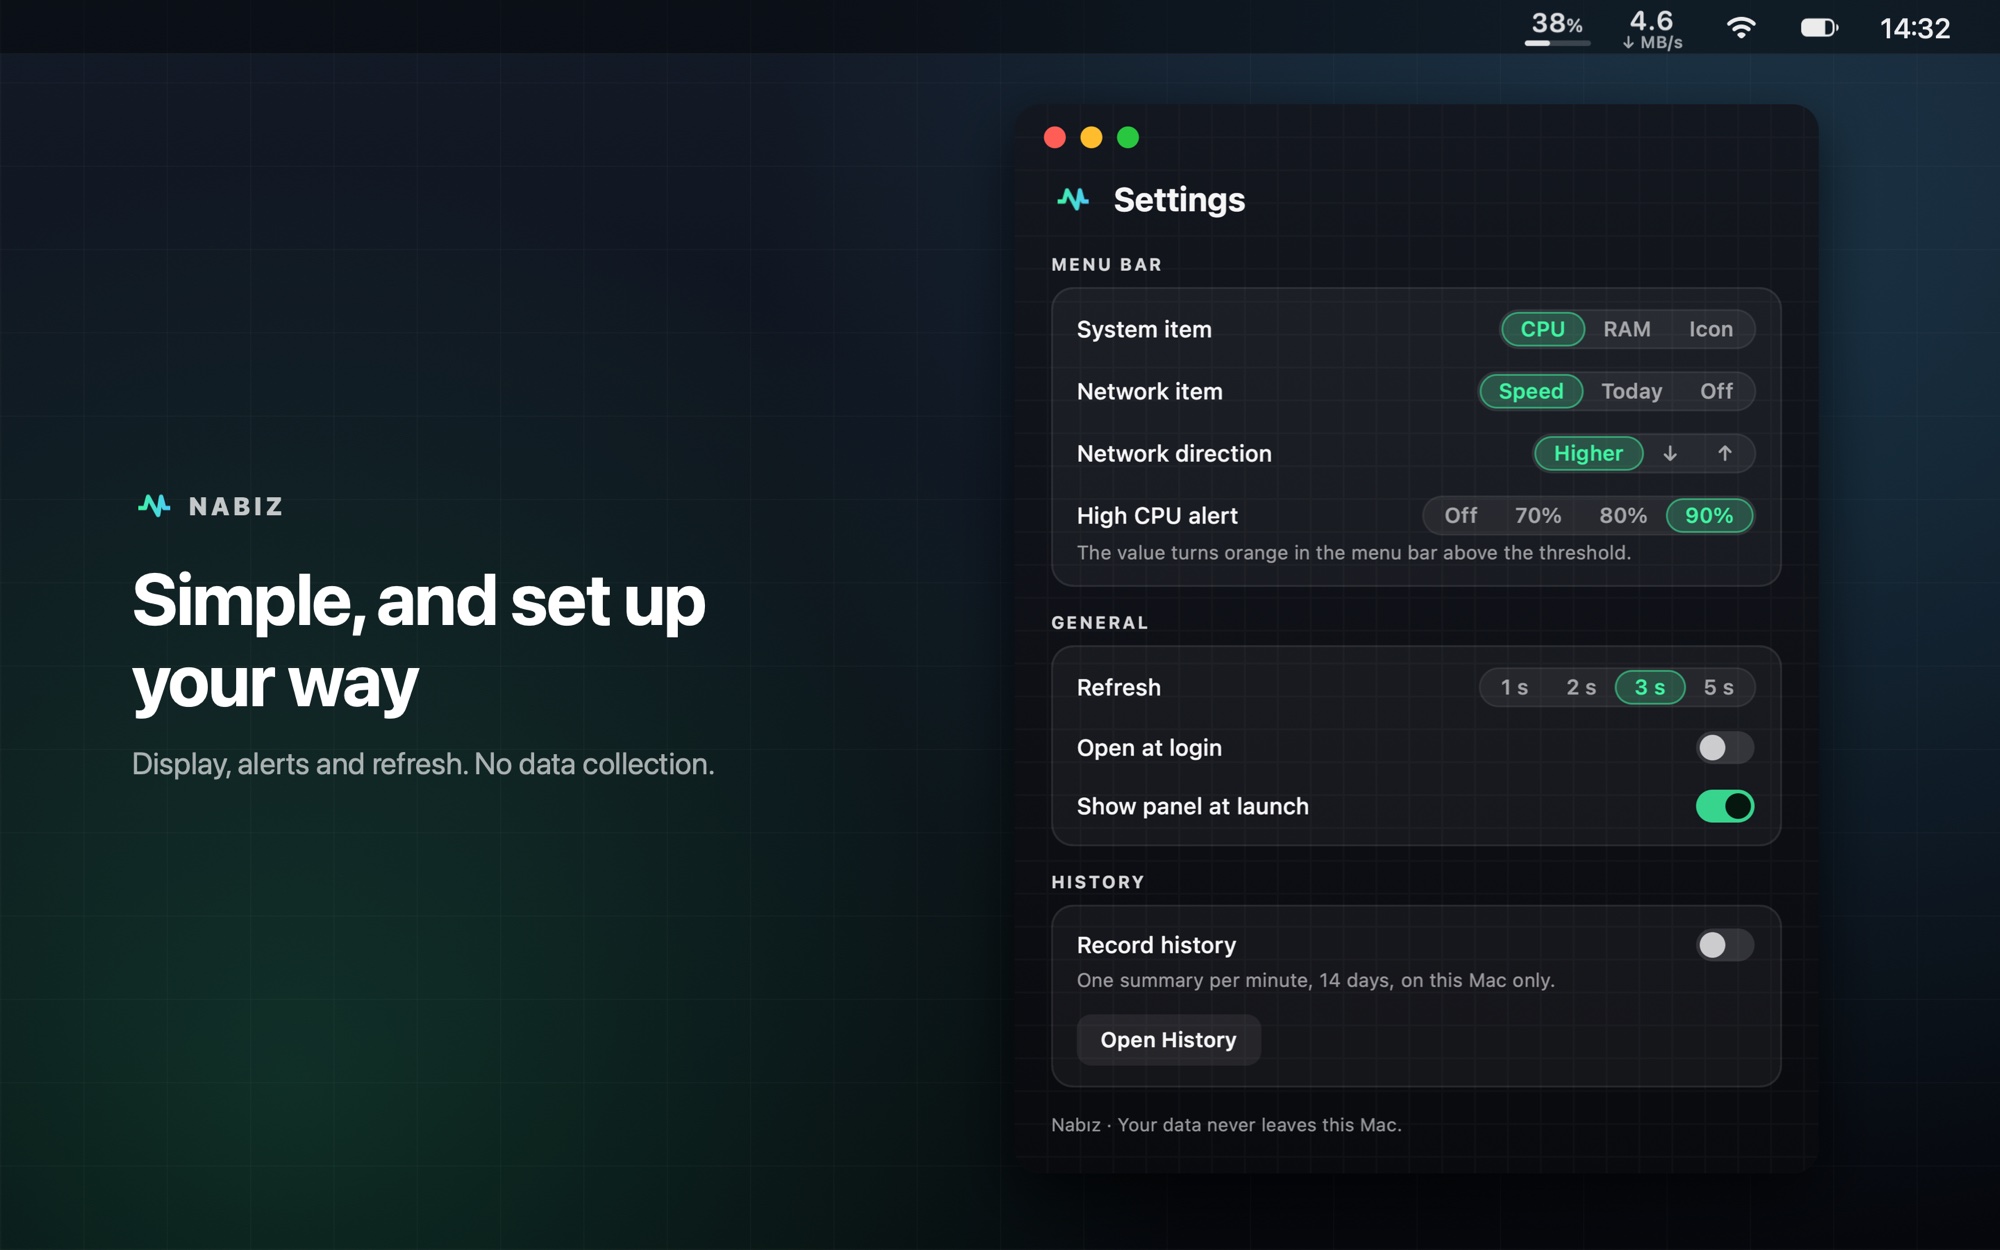 38%
4.6
↓ MB/s
14:32
NABIZ
Simple, and set up
your way
Display, alerts and refresh. No data collection.
Settings
MENU BAR
System item CPU RAM Icon
Network item Speed Today Off
Network direction Higher ↓ ↑
High CPU alert Off 70% 80% 90%
The value turns orange in the menu bar above the threshold.
GENERAL
Refresh 1 s 2 s 3 s 5 s
Open at login
Show panel at launch
HISTORY
Record history
One summary per minute, 14 days, on this Mac only.
Open History
Nabız · Your data never leaves this Mac.